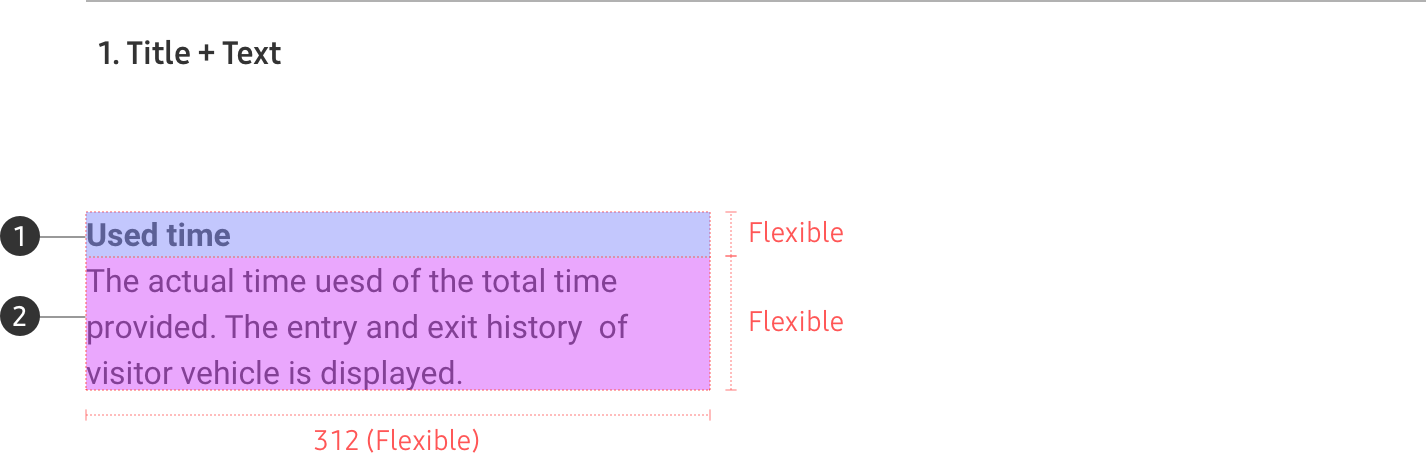 1. Title + Text
1
Used time
Flexible
2
The actual time uesd of the total time
provided. The entry and exit history  of
visitor vehicle is displayed.
Flexible
312 (Flexible)